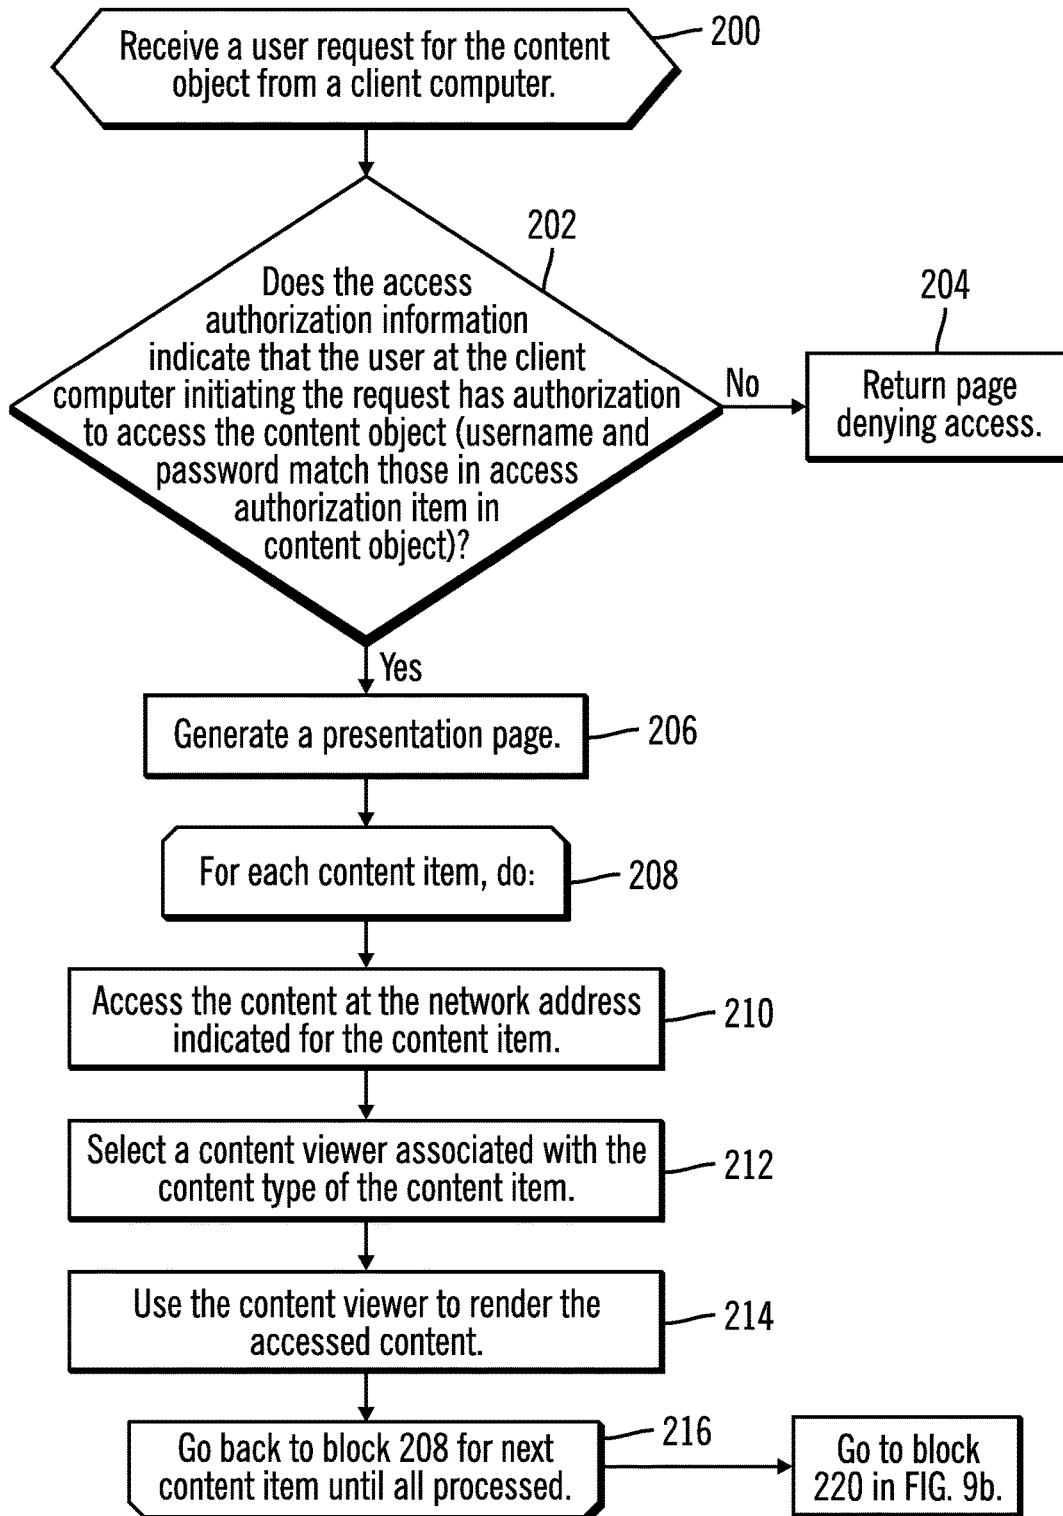 Receive a user request for the content
object from a client computer.
200
202
Does the access
authorization information
indicate that the user at the client
computer initiating the request has authorization
to access the content object (username and
password match those in access
authorization item in
content object)?
No
204
Return page
denying access.
Yes
Generate a presentation page.
206
For each content item, do:
208
Access the content at the network address
indicated for the content item.
210
Select a content viewer associated with the
content type of the content item.
212
Use the content viewer to render the
accessed content.
214
Go back to block 208 for next
content item until all processed.
216
Go to block
220 in FIG. 9b.